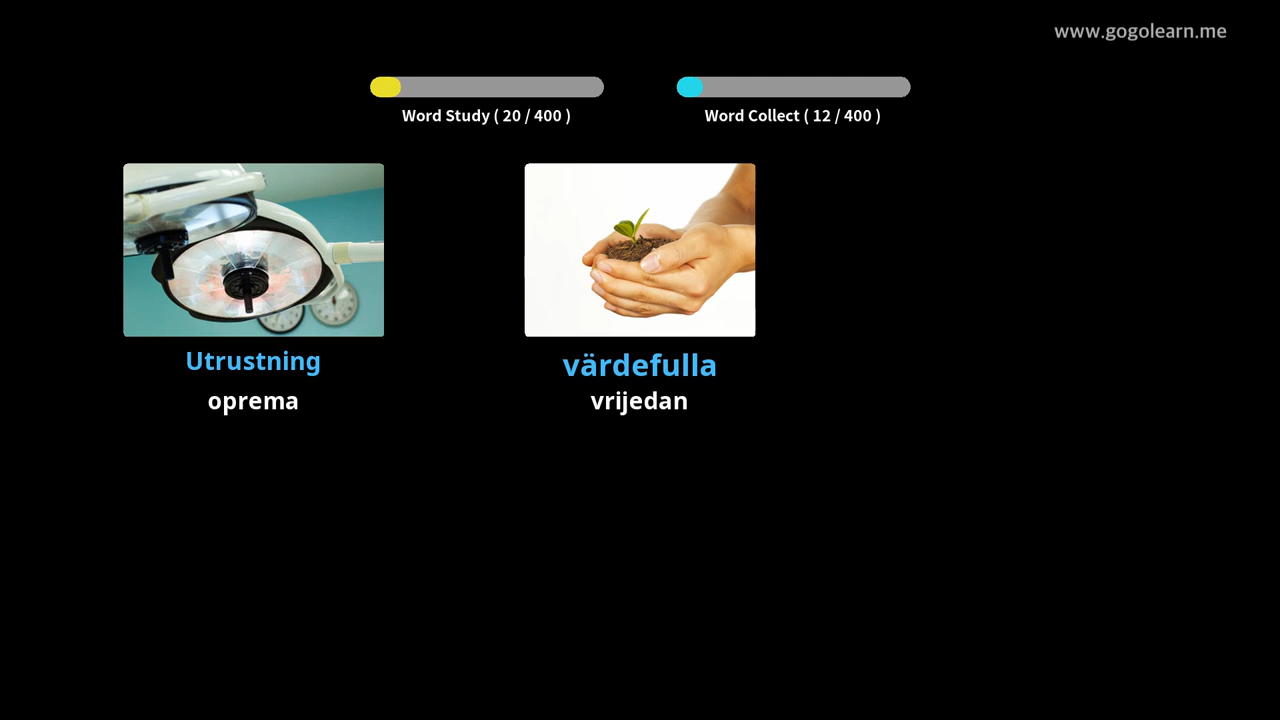 www.gogolearn.me
Word Study ( 20 / 400 )
Word Collect ( 12 / 400 )
Utrustning
oprema
värdefulla
vrijedan